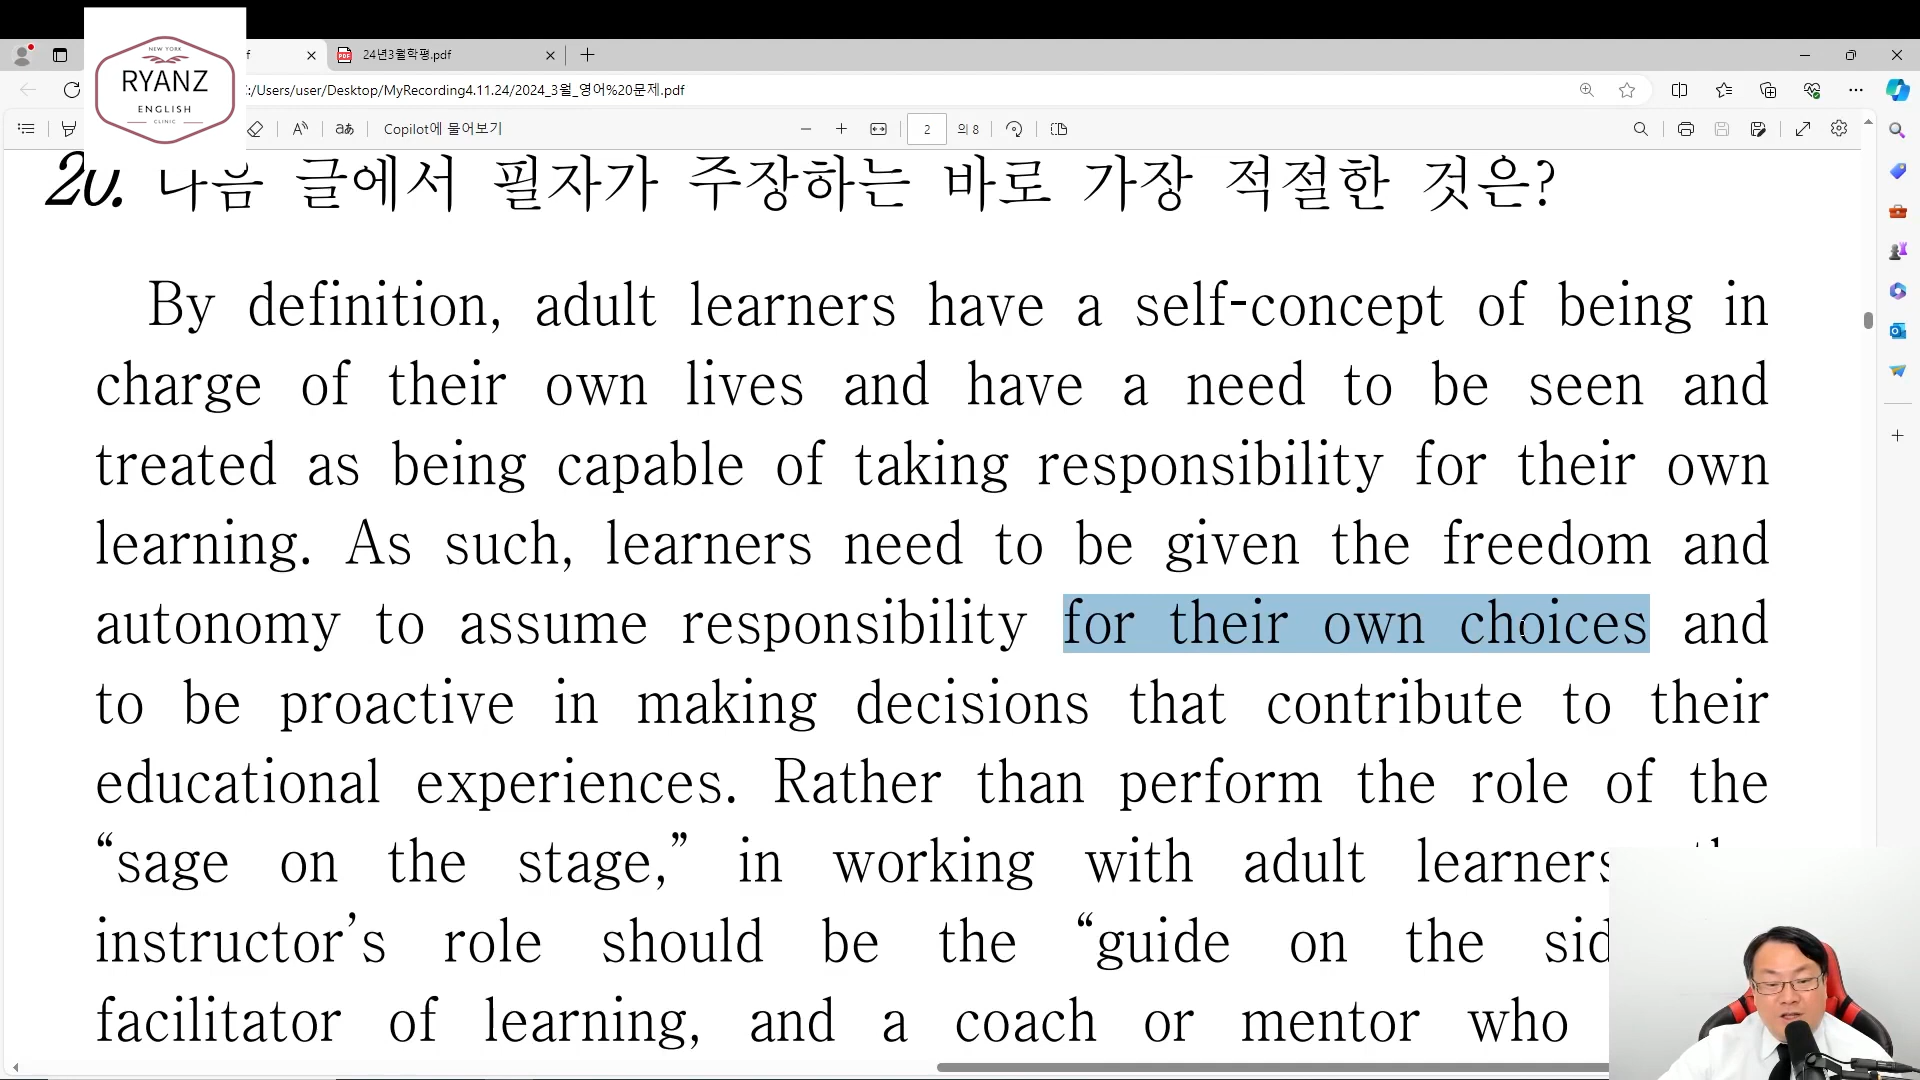 NEW YORK
RYANZ
ENGLISH
CLINIC
f
24년3월학평.pdf
:/Users/user/Desktop/MyRecording4.11.24/2024_3월_영어%20문제.pdf
Copilot에 물어보기
2
의 8
20. 다음 글에서 필자가 주장하는 바로 가장 적절한 것은?
By definition, adult learners have a self-concept of being in
charge of their own lives and have a need to be seen and
treated as being capable of taking responsibility for their own
learning. As such, learners need to be given the freedom and
autonomy to assume responsibility for their own choices and
to be proactive in making decisions that contribute to their
educational experiences. Rather than perform the role of the
“sage on the stage,” in working with adult learners
instructor’s role should be the “guide on the
facilitator of learning, and a coach or mentor who